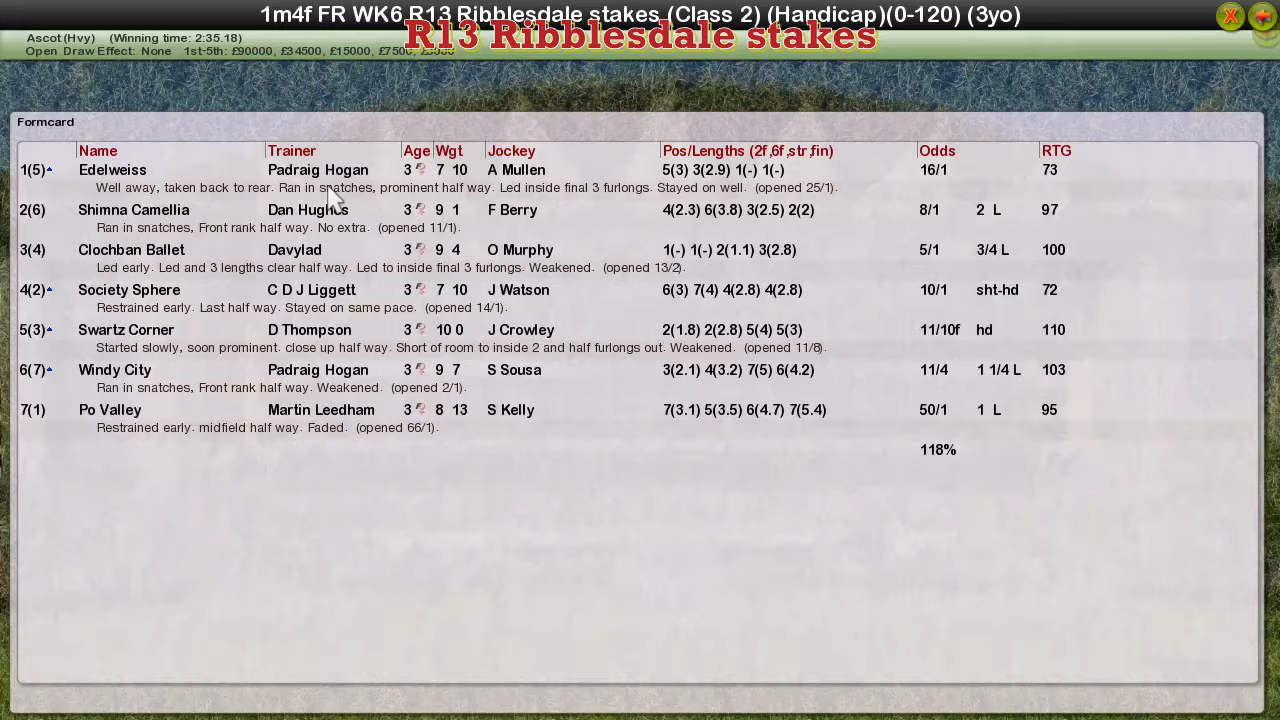 1m4f FR WK6 R13 Ribblesdale stakes (Class 2) (Handicap)(0-120) (3yo)
R13 Ribblesdale stakes
Ascot(Hvy) (Winning time: 2:35.18)
Open Draw Effect: None 1st-5th: £90000, £34500, £15000, £7500,
Formcard
Name Trainer Age Wgt Jockey Pos/Lengths (2f,6f,str,fin) Odds RTG
1(5) Edelweiss Padraig Hogan 3 7 10 A Mullen 5(3) 3(2.9) 1(-) 1(-) 16/1 73
Well away, taken back to rear. Ran in snatches, prominent half way. Led inside final 3 furlongs. Stayed on well. (opened 25/1).
2(6) Shimna Camellia Dan Hughes 3 9 1 F Berry 4(2.3) 6(3.8) 3(2.5) 2(2) 8/1 2 L 97
Ran in snatches, Front rank half way. No extra. (opened 11/1).
3(4) Clochban Ballet Davylad 3 9 4 O Murphy 1(-) 1(-) 2(1.1) 3(2.8) 5/1 3/4 L 100
Led early. Led and 3 lengths clear half way. Led to inside final 3 furlongs. Weakened. (opened 13/2).
4(2) Society Sphere C D J Liggett 3 7 10 J Watson 6(3) 7(4) 4(2.8) 4(2.8) 10/1 sht-hd 72
Restrained early. Last half way. Stayed on same pace. (opened 14/1).
5(3) Swartz Corner D Thompson 3 10 0 J Crowley 2(1.8) 2(2.8) 5(4) 5(3) 11/10f hd 110
Started slowly, soon prominent. close up half way. Short of room to inside 2 and half furlongs out. Weakened. (opened 11/8).
6(7) Windy City Padraig Hogan 3 9 7 S Sousa 3(2.1) 4(3.2) 7(5) 6(4.2) 11/4 1 1/4 L 103
Ran in snatches, Front rank half way. Weakened. (opened 2/1).
7(1) Po Valley Martin Leedham 3 8 13 S Kelly 7(3.1) 5(3.5) 6(4.7) 7(5.4) 50/1 1 L 95
Restrained early. midfield half way. Faded. (opened 66/1).
118%